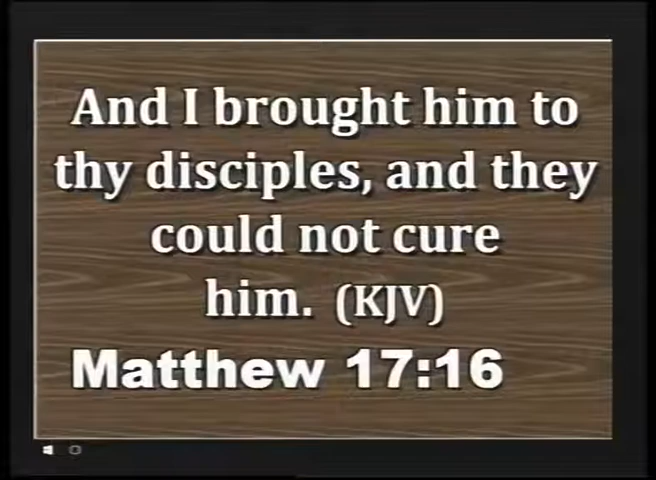 And I brought him to
thy disciples, and they
could not cure
him. (KJV)
Matthew 17:16